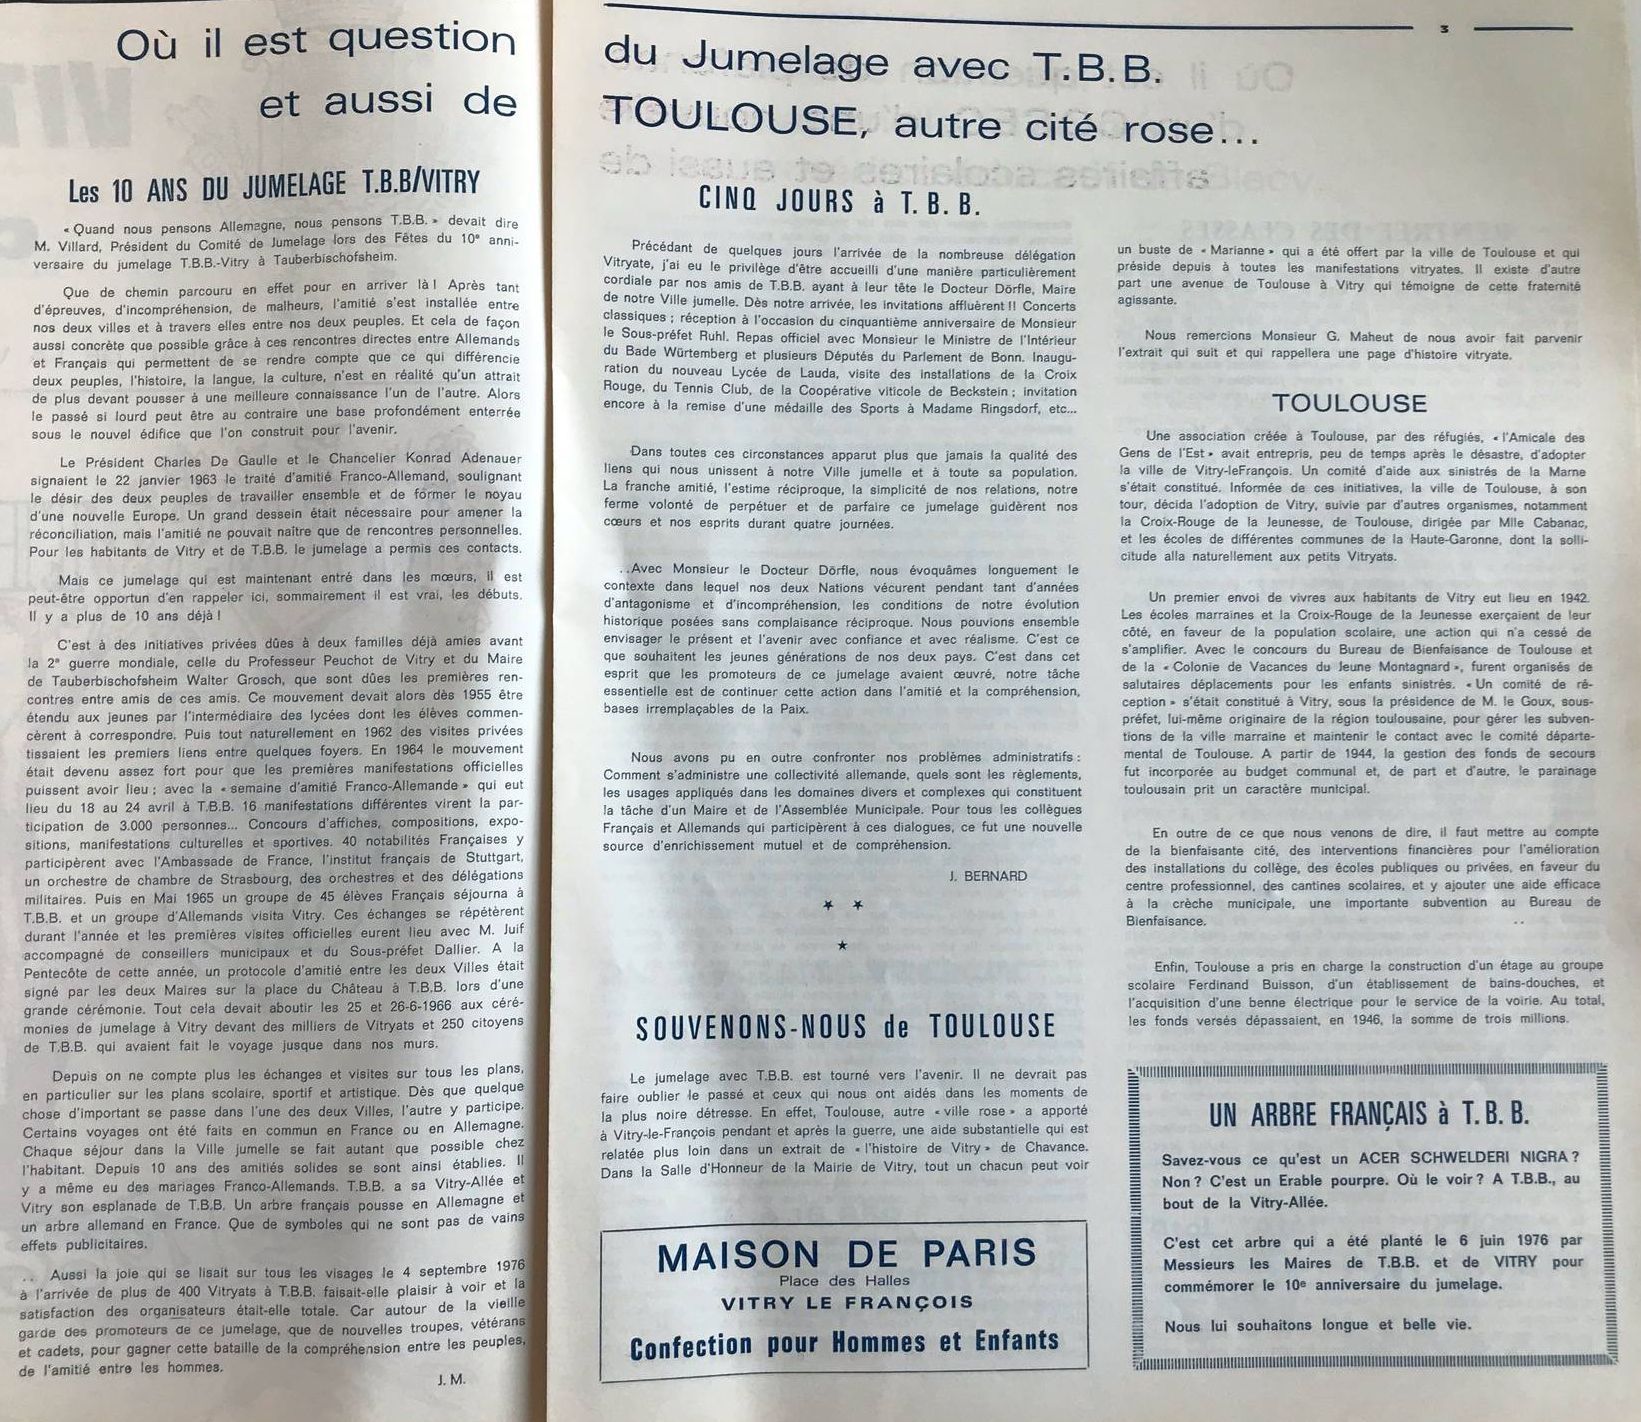 Où il est question
et aussi de
Les 10 ANS DU JUMELAGE T.B.B/VITRY
« Quand nous pensons Allemagne, nous pensons T.B.B. » devait dire
M. Villard, Président du Comité de Jumelage lors des Fêtes du 10e anni-
versaire du jumelage T.B.B.-Vitry à Tauberbischofsheim.
Que de chemin parcouru en effet pour en arriver là ! Après tant
d'épreuves, d'incompréhension, de malheurs, l'amitié s'est installée entre
nos deux villes et à travers elles entre nos deux peuples. Et cela de façon
aussi concrète que possible grâce à ces rencontres directes entre Allemands
et Français qui permettent de se rendre compte que ce qui différencie
deux peuples, l'histoire, la langue, la culture, n'est en réalité qu'un attrait
de plus devant pousser à une meilleure connaissance l'un de l'autre. Alors
le passé si lourd peut être au contraire une base profondément enterrée
sous le nouvel édifice que l'on construit pour l'avenir.
Le Président Charles De Gaulle et le Chancelier Konrad Adenauer
signaient le 22 janvier 1963 le traité d'amitié Franco-Allemand, soulignant
le désir des deux peuples de travailler ensemble et de former le noyau
d'une nouvelle Europe. Un grand dessein était nécessaire pour amener la
réconciliation, mais l'amitié ne pouvait naître que de rencontres personnelles.
Pour les habitants de Vitry et de T.B.B. le jumelage a permis ces contacts.
Mais ce jumelage qui est maintenant entré dans les mœurs, il est
peut-être opportun d'en rappeler ici, sommairement il est vrai, les débuts.
Il y a plus de 10 ans déjà !
C'est à des initiatives privées dûes à deux familles déjà amies avant
la 2e guerre mondiale, celle du Professeur Peuchot de Vitry et du Maire
de Tauberbischofsheim Walter Grosch, que sont dûes les premières ren-
contres entre amis de ces amis. Ce mouvement devait alors dès 1955 être
étendu aux jeunes par l'intermédiaire des lycées dont les élèves commen-
cèrent à correspondre. Puis tout naturellement en 1962 des visites privées
tissaient les premiers liens entre quelques foyers. En 1964 le mouvement
était devenu assez fort pour que les premières manifestations officielles
puissent avoir lieu ; avec la « semaine d'amitié Franco-Allemande » qui eut
lieu du 18 au 24 avril à T.B.B. 16 manifestations différentes virent la par-
ticipation de 3.000 personnes... Concours d'affiches, compositions, expo-
sitions, manifestations culturelles et sportives. 40 notabilités Françaises y
participèrent avec l'Ambassade de France, l'institut français de Stuttgart,
un orchestre de chambre de Strasbourg, des orchestres et des délégations
militaires. Puis en Mai 1965 un groupe de 45 élèves Français séjourna à
T.B.B. et un groupe d'Allemands visita Vitry. Ces échanges se répétèrent
durant l'année et les premières visites officielles eurent lieu avec M. Juif
accompagné de conseillers municipaux et du Sous-préfet Dallier. A la
Pentecôte de cette année, un protocole d'amitié entre les deux Villes était
signé par les deux Maires sur la place du Château à T.B.B. lors d'une
grande cérémonie. Tout cela devait aboutir les 25 et 26-6-1966 aux céré-
monies de jumelage à Vitry devant des milliers de Vitryats et 250 citoyens
de T.B.B. qui avaient fait le voyage jusque dans nos murs.
Depuis on ne compte plus les échanges et visites sur tous les plans,
en particulier sur les plans scolaire, sportif et artistique. Dès que quelque
chose d'important se passe dans l'une des deux Villes, l'autre y participe.
Certains voyages ont été faits en commun en France ou en Allemagne.
Chaque séjour dans la Ville jumelle se fait autant que possible chez
l'habitant. Depuis 10 ans des amitiés solides se sont ainsi établies. Il
y a même eu des mariages Franco-Allemands. T.B.B. a sa Vitry-Allée et
Vitry son esplanade de T.B.B. Un arbre français pousse en Allemagne et
un arbre allemand en France. Que de symboles qui ne sont pas de vains
effets publicitaires.
.. Aussi la joie qui se lisait sur tous les visages le 4 septembre 1976
à l'arrivée de plus de 400 Vitryats à T.B.B. faisait-elle plaisir à voir et la
satisfaction des organisateurs était-elle totale. Car autour de la vieille
garde des promoteurs de ce jumelage, que de nouvelles troupes, vétérans
et cadets, pour gagner cette bataille de la compréhension entre les peuples,
de l'amitié entre les hommes.
J. M.
3
du Jumelage avec T.B.B.
TOULOUSE, autre cité rose...
CINQ JOURS à T. B. B.
Précédant de quelques jours l'arrivée de la nombreuse délégation
Vitryate, j'ai eu le privilège d'être accueilli d'une manière particulièrement
cordiale par nos amis de T.B.B. ayant à leur tête le Docteur Dörfle, Maire
de notre Ville jumelle. Dès notre arrivée, les invitations affluèrent !! Concerts
classiques ; réception à l'occasion du cinquantième anniversaire de Monsieur
le Sous-préfet Ruhl. Repas officiel avec Monsieur le Ministre de l'Intérieur
du Bade Würtemberg et plusieurs Députés du Parlement de Bonn. Inaugu-
ration du nouveau Lycée de Lauda, visite des installations de la Croix
Rouge, du Tennis Club, de la Coopérative viticole de Beckstein ; invitation
encore à la remise d'une médaille des Sports à Madame Ringsdorf, etc...
Dans toutes ces circonstances apparut plus que jamais la qualité des
liens qui nous unissent à notre Ville jumelle et à toute sa population.
La franche amitié, l'estime réciproque, la simplicité de nos relations, notre
ferme volonté de perpétuer et de parfaire ce jumelage guidèrent nos
cœurs et nos esprits durant quatre journées.
..Avec Monsieur le Docteur Dörfle, nous évoquâmes longuement le
contexte dans lequel nos deux Nations vécurent pendant tant d'années
d'antagonisme et d'incompréhension, les conditions de notre évolution
historique posées sans complaisance réciproque. Nous pouvions ensemble
envisager le présent et l'avenir avec confiance et avec réalisme. C'est ce
que souhaitent les jeunes générations de nos deux pays. C'est dans cet
esprit que les promoteurs de ce jumelage avaient œuvré, notre tâche
essentielle est de continuer cette action dans l'amitié et la compréhension,
bases irremplaçables de la Paix.
Nous avons pu en outre confronter nos problèmes administratifs :
Comment s'administre une collectivité allemande, quels sont les règlements,
les usages appliqués dans les domaines divers et complexes qui constituent
la tâche d'un Maire et de l'Assemblée Municipale. Pour tous les collègues
Français et Allemands qui participèrent à ces dialogues, ce fut une nouvelle
source d'enrichissement mutuel et de compréhension.
J. BERNARD
SOUVENONS-NOUS de TOULOUSE
Le jumelage avec T.B.B. est tourné vers l'avenir. Il ne devrait pas
faire oublier le passé et ceux qui nous ont aidés dans les moments de
la plus noire détresse. En effet, Toulouse, autre « ville rose » a apporté
à Vitry-le-François pendant et après la guerre, une aide substantielle qui est
relatée plus loin dans un extrait de « l'histoire de Vitry » de Chavance.
Dans la Salle d'Honneur de la Mairie de Vitry, tout un chacun peut voir
MAISON DE PARIS
Place des Halles
VITRY LE FRANÇOIS
Confection pour Hommes et Enfants
un buste de « Marianne » qui a été offert par la ville de Toulouse et qui
préside depuis à toutes les manifestations vitryates. Il existe d'autre
part une avenue de Toulouse à Vitry qui témoigne de cette fraternité
agissante.
Nous remercions Monsieur G. Maheut de nous avoir fait parvenir
l'extrait qui suit et qui rappellera une page d'histoire vitryate.
TOULOUSE
Une association créée à Toulouse, par des réfugiés, « l'Amicale des
Gens de l'Est » avait entrepris, peu de temps après le désastre, d'adopter
la ville de Vitry-leFrançois. Un comité d'aide aux sinistrés de la Marne
s'était constitué. Informée de ces initiatives, la ville de Toulouse, à son
tour, décida l'adoption de Vitry, suivie par d'autres organismes, notamment
la Croix-Rouge de la Jeunesse, de Toulouse, dirigée par Mlle Cabanac,
et les écoles de différentes communes de la Haute-Garonne, dont la solli-
citude alla naturellement aux petits Vitryats.
Un premier envoi de vivres aux habitants de Vitry eut lieu en 1942.
Les écoles marraines et la Croix-Rouge de la Jeunesse exerçaient de leur
côté, en faveur de la population scolaire, une action qui n'a cessé de
s'amplifier. Avec le concours du Bureau de Bienfaisance de Toulouse et
de la « Colonie de Vacances du Jeune Montagnard », furent organisés de
salutaires déplacements pour les enfants sinistrés. « Un comité de ré-
ception » s'était constitué à Vitry, sous la présidence de M. le Goux, sous-
préfet, lui-même originaire de la région toulousaine, pour gérer les subven-
tions de la ville marraine et maintenir le contact avec le comité départe-
mental de Toulouse. A partir de 1944, la gestion des fonds de secours
fut incorporée au budget communal et, de part et d'autre, le parainage
toulousain prit un caractère municipal.
En outre de ce que nous venons de dire, il faut mettre au compte
de la bienfaisante cité, des interventions financières pour l'amélioration
des installations du collège, des écoles publiques ou privées, en faveur du
centre professionnel, des cantines scolaires, et y ajouter une aide efficace
à la crèche municipale, une importante subvention au Bureau de
Bienfaisance.
Enfin, Toulouse a pris en charge la construction d'un étage au groupe
scolaire Ferdinand Buisson, d'un établissement de bains-douches, et
l'acquisition d'une benne électrique pour le service de la voirie. Au total,
les fonds versés dépassaient, en 1946, la somme de trois millions.
UN ARBRE FRANÇAIS à T. B. B.
Savez-vous ce qu'est un ACER SCHWELDERI NIGRA ?
Non ? C'est un Erable pourpre. Où le voir ? A T.B.B., au
bout de la Vitry-Allée.
C'est cet arbre qui a été planté le 6 juin 1976 par
Messieurs les Maires de T.B.B. et de VITRY pour
commémorer le 10e anniversaire du jumelage.
Nous lui souhaitons longue et belle vie.